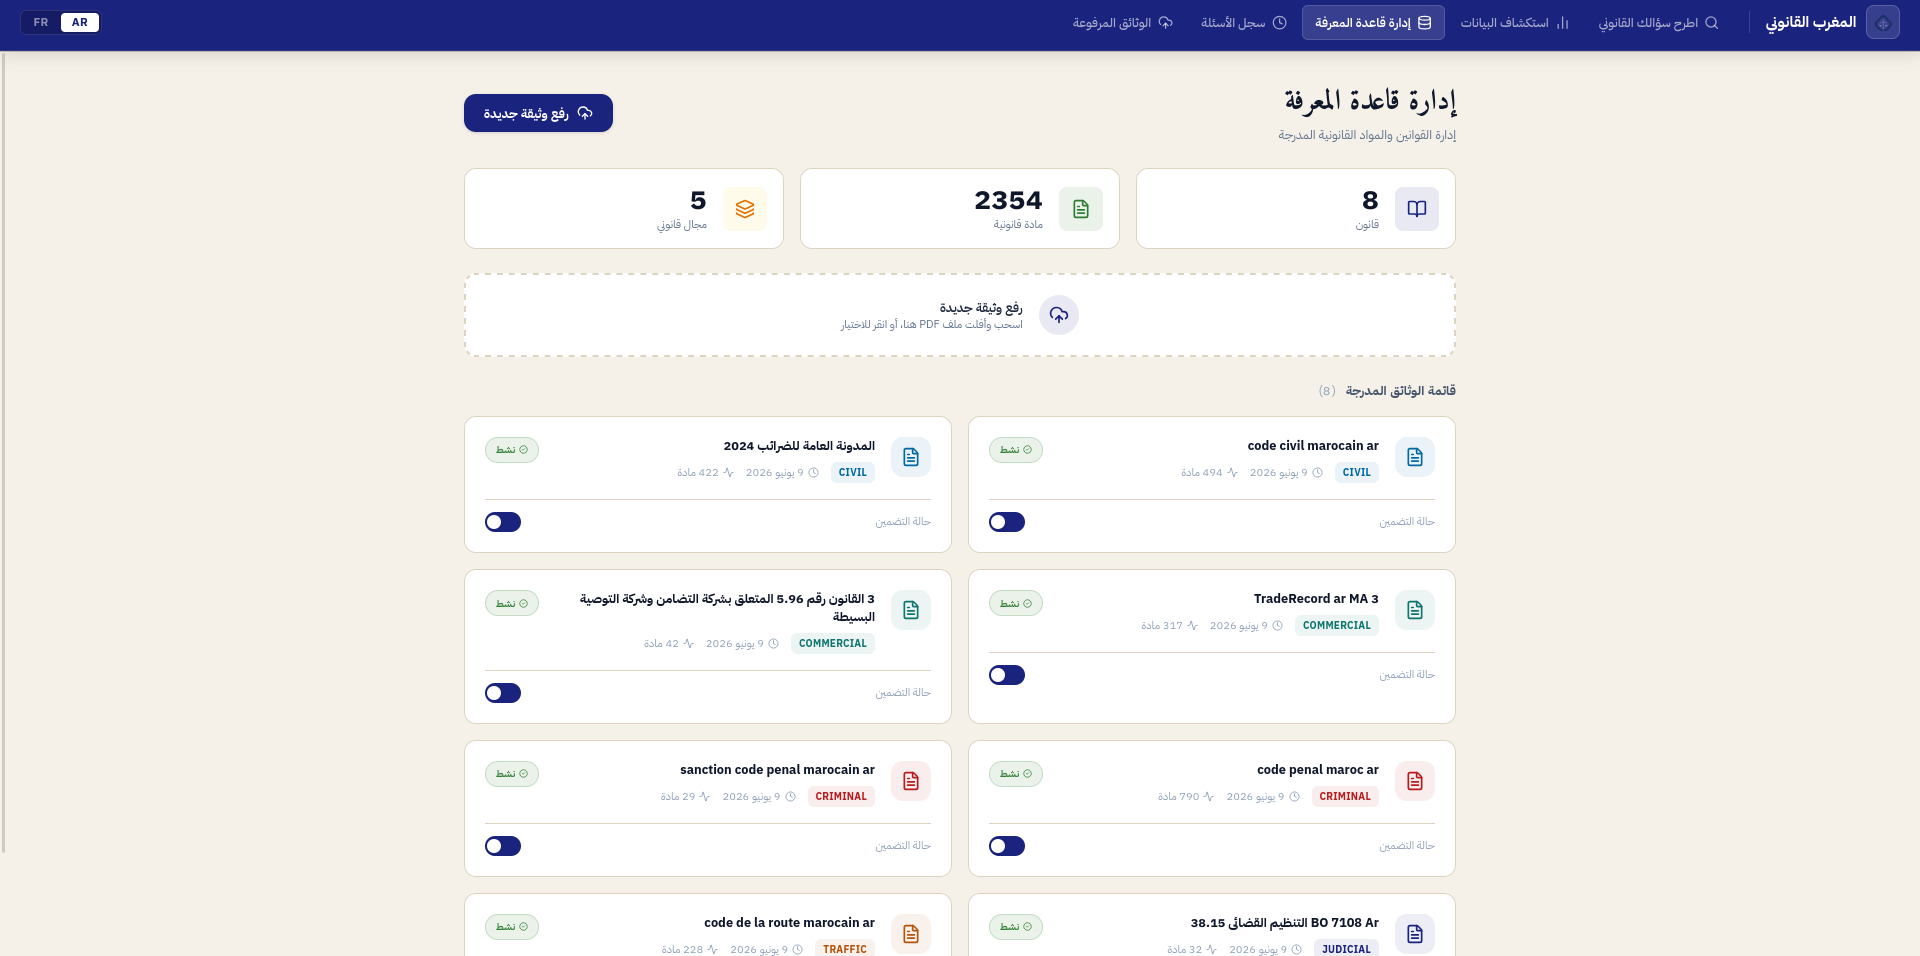 المغرب القانوني
اطرح سؤالك القانوني
استكشاف البيانات
إدارة قاعدة المعرفة
سجل الأسئلة
الوثائق المرفوعة
AR
FR
إدارة قاعدة المعرفة
إدارة القوانين والمواد القانونية المدرجة
رفع وثيقة جديدة
8
قانون
2354
مادة قانونية
5
مجال قانوني
رفع وثيقة جديدة
اسحب وأفلت ملف PDF هنا، أو انقر للاختيار
قائمة الوثائق المدرجة (8)
code civil marocain ar
نشط
CIVIL 9 يونيو 2026 494 مادة
حالة التضمين
المدونة العامة للضرائب 2024
نشط
CIVIL 9 يونيو 2026 422 مادة
حالة التضمين
TradeRecord ar MA 3
نشط
COMMERCIAL 9 يونيو 2026 317 مادة
حالة التضمين
3 القانون رقم 5.96 المتعلق بشركة التضامن وشركة التوصية
البسيطة
نشط
COMMERCIAL 9 يونيو 2026 42 مادة
حالة التضمين
code penal maroc ar
نشط
CRIMINAL 9 يونيو 2026 790 مادة
حالة التضمين
sanction code penal marocain ar
نشط
CRIMINAL 9 يونيو 2026 29 مادة
حالة التضمين
BO 7108 Ar التنظيم القضائي 38.15
نشط
JUDICIAL 9 يونيو 2026 32 مادة
code de la route marocain ar
نشط
TRAFFIC 9 يونيو 2026 228 مادة